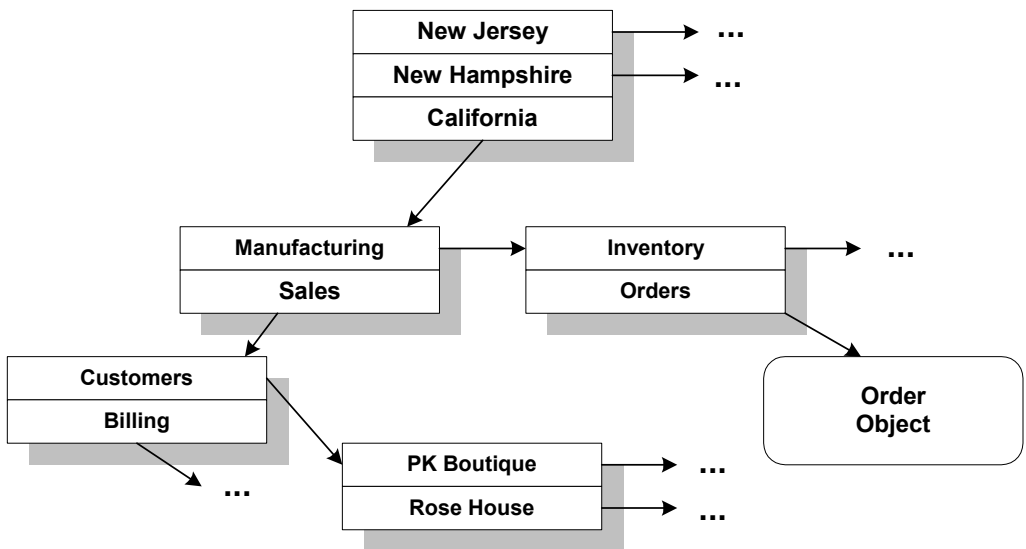 New Jersey
...
New Hampshire
...
California
Manufacturing
Sales
Inventory
...
Orders
Customers
Billing
...
Order
Object
PK Boutique
...
Rose House
...